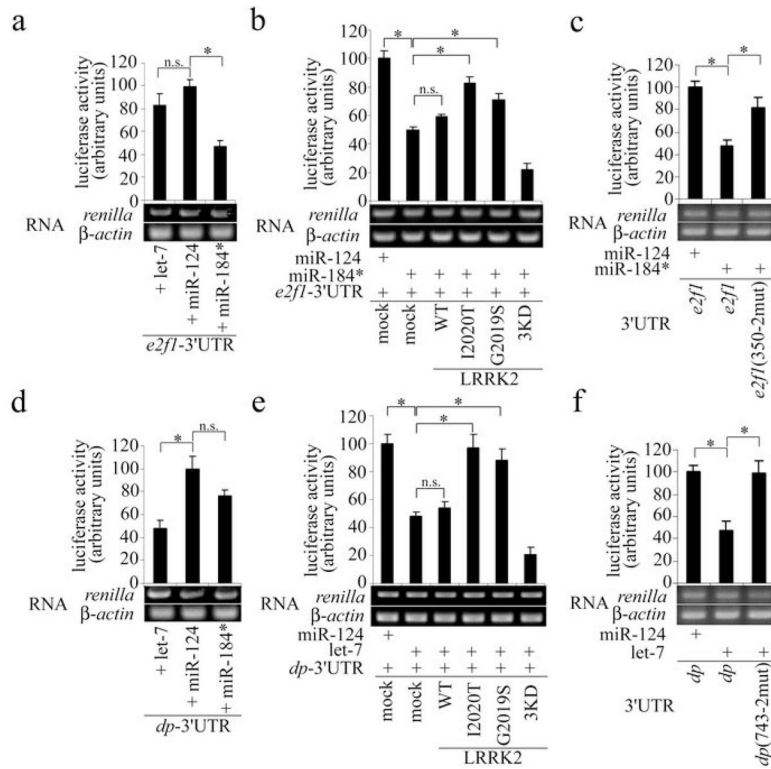 a
luciferase activity
(arbitrary units)
120
100
80
60
40
20
0
n.s.
*
RNA
renilla
β-actin
+ let-7
+ miR-124
+ miR-184*
e2f1-3'UTR
b
luciferase activity
(arbitrary units)
120
100
80
60
40
20
0
* *
*
n.s.
RNA
renilla
β-actin
miR-124 +
miR-184* + + + + +
e2f1-3'UTR + + + + + +
mock
mock
WT
I2020T
G2019S
3KD
LRRK2
c
luciferase activity
(arbitrary units)
120
100
80
60
40
20
0
* *
RNA
renilla
β-actin
miR-124 +
miR-184* + +
3'UTR
e2f1
e2f1
e2f1(350-2mut)
d
luciferase activity
(arbitrary units)
120
100
80
60
40
20
0
*
n.s.
RNA
renilla
β-actin
+ let-7
+ miR-124
+ miR-184*
dp-3'UTR
e
luciferase activity
(arbitrary units)
120
100
80
60
40
20
0
* *
*
n.s.
RNA
renilla
β-actin
miR-124 +
let-7 + + + + +
dp-3'UTR + + + + + +
mock
mock
WT
I2020T
G2019S
3KD
LRRK2
f
luciferase activity
(arbitrary units)
120
100
80
60
40
20
0
* *
RNA
renilla
β-actin
miR-124 +
let-7 + +
3'UTR
dp
dp
dp(743-2mut)